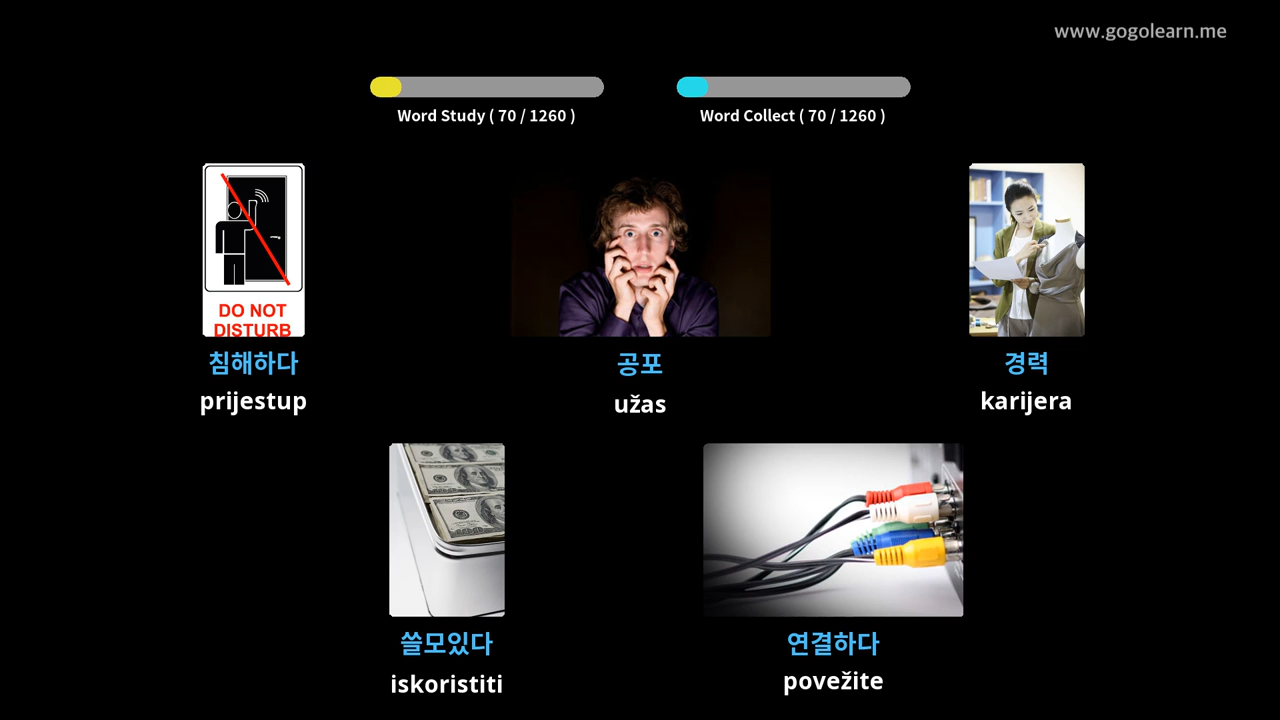 www.gogolearn.me
Word Study ( 70 / 1260 )
Word Collect ( 70 / 1260 )
DO NOT
DISTURB
침해하다
공포
경력
prijestup
užas
karijera
쓸모있다
연결하다
iskoristiti
povežite